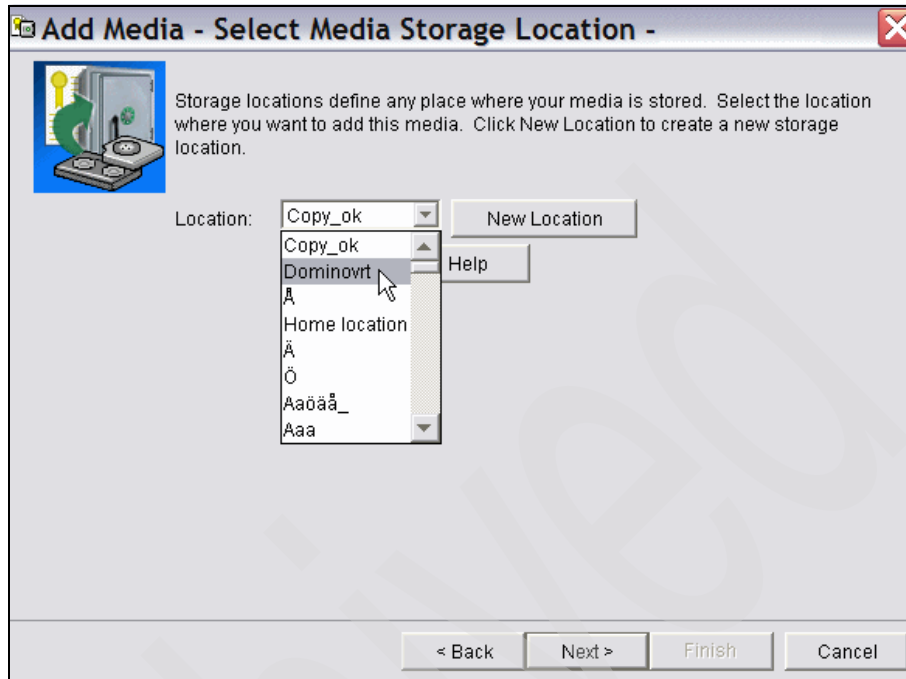 Add Media - Select Media Storage Location -
Storage locations define any place where your media is stored. Select the location
where you want to add this media. Click New Location to create a new storage
location.
Location: Copy_ok New Location
Copy_ok
Dominovrt Help
Å
Home location
Ä
Ö
Aaöäå_
Aaa
< Back Next > Finish Cancel